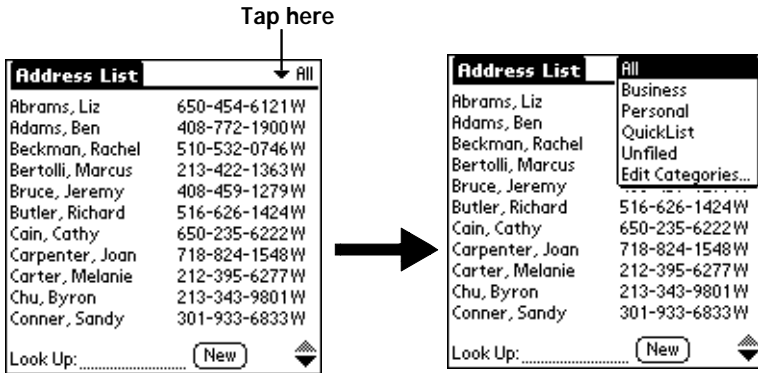 Tap here
Address List All
Abrams, Liz 650-454-6121W
Adams, Ben 408-772-1900W
Beckman, Rachel 510-532-0746W
Bertolli, Marcus 213-422-1363W
Bruce, Jeremy 408-459-1279W
Butler, Richard 516-626-1424W
Cain, Cathy 650-235-6222W
Carpenter, Joan 718-824-1548W
Carter, Melanie 212-395-6277W
Chu, Byron 213-343-9801W
Conner, Sandy 301-933-6833W
Look Up: New
Address List All
Business
Abrams, Liz Personal
Adams, Ben QuickList
Beckman, Rachel Unfiled
Bertolli, Marcus Edit Categories...
Bruce, Jeremy
Butler, Richard 516-626-1424W
Cain, Cathy 650-235-6222W
Carpenter, Joan 718-824-1548W
Carter, Melanie 212-395-6277W
Chu, Byron 213-343-9801W
Conner, Sandy 301-933-6833W
Look Up: New